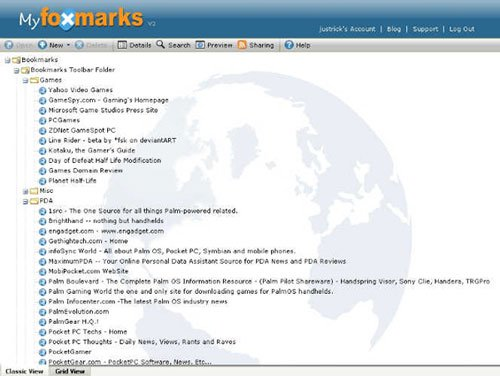 My foxmarks V2
Justrick's Account | Blog | Support | Log Out
Open New Delete Details Search Preview Sharing Help
Bookmarks
Bookmarks Toolbar Folder
Games
Yahoo Video Games
GameSpy.com - Gaming's Homepage
Microsoft Game Studios Press Site
PCGames
ZDNet GameSpot PC
Line Rider - beta by *fsk on deviantART
Kotaku, the Gamer's Guide
Day of Defeat Half Life Modification
Games Domain Review
Planet Half-Life
Misc
PDA
1src - The One Source for all things Palm-powered related.
Brighthand -- nothing but handhelds
engadget.com - www.engadget.com
Gethightech.com - Home
infoSync World - All about Palm OS, Pocket PC, Symbian and mobile phones.
MaximumPDA -- Your Online Personal Data Assistant Source for PDA News and PDA Reviews
MobiPocket.com WebSite
Palm Boulevard - The Complete Palm OS Information Resource - (Palm Pilot Shareware) - Handspring Visor, Sony Clie, Handera, TRGPro
Palm Gaming World the one and only site for downloading games for PalmOS handhelds.
Palm Infocenter.com -The latest Palm OS industry news
PalmEvolution.com
PalmGear H.Q.!
Pocket PC Techs - Home
Pocket PC Thoughts - Daily News, Views, Rants and Raves
PocketGamer
PocketGear.com - PocketPC Software, News, Etc...
Classic View Grid View